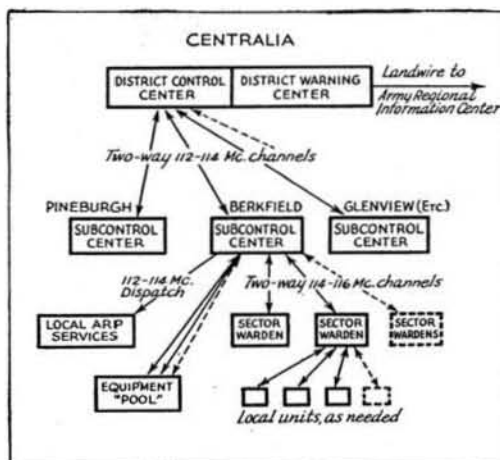 CENTRALIA
DISTRICT CONTROL
CENTER
DISTRICT WARNING
CENTER
Landwire to
Army Regional
Information Center
Two-way 112-114 Mc. channels
PINEBURGH
BERKFIELD
GLENVIEW (Etc.)
SUBCONTROL
CENTER
SUBCONTROL
CENTER
SUBCONTROL
CENTER
112-114 Mc.
Dispatch
Two-way 114-116 Mc. channels
LOCAL ARP
SERVICES
SECTOR
WARDEN
SECTOR
WARDEN
SECTOR
WARDENS
EQUIPMENT
"POOL"
Local units, as needed